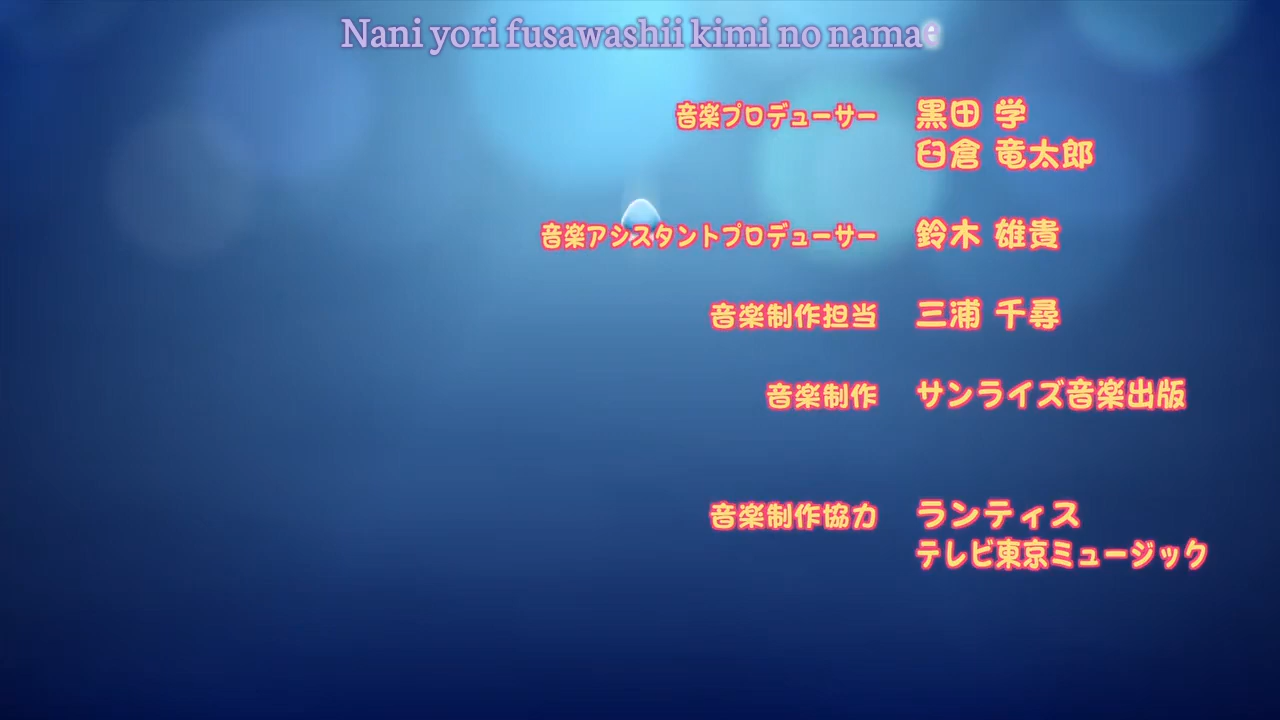 Nani yori fusawashii kimi no namae
音楽プロデューサー 黒田 学
臼倉 竜太郎
音楽アシスタントプロデューサー 鈴木 雄貴
音楽制作担当 三浦 千尋
音楽制作 サンライズ音楽出版
音楽制作協力 ランティス
テレビ東京ミュージック